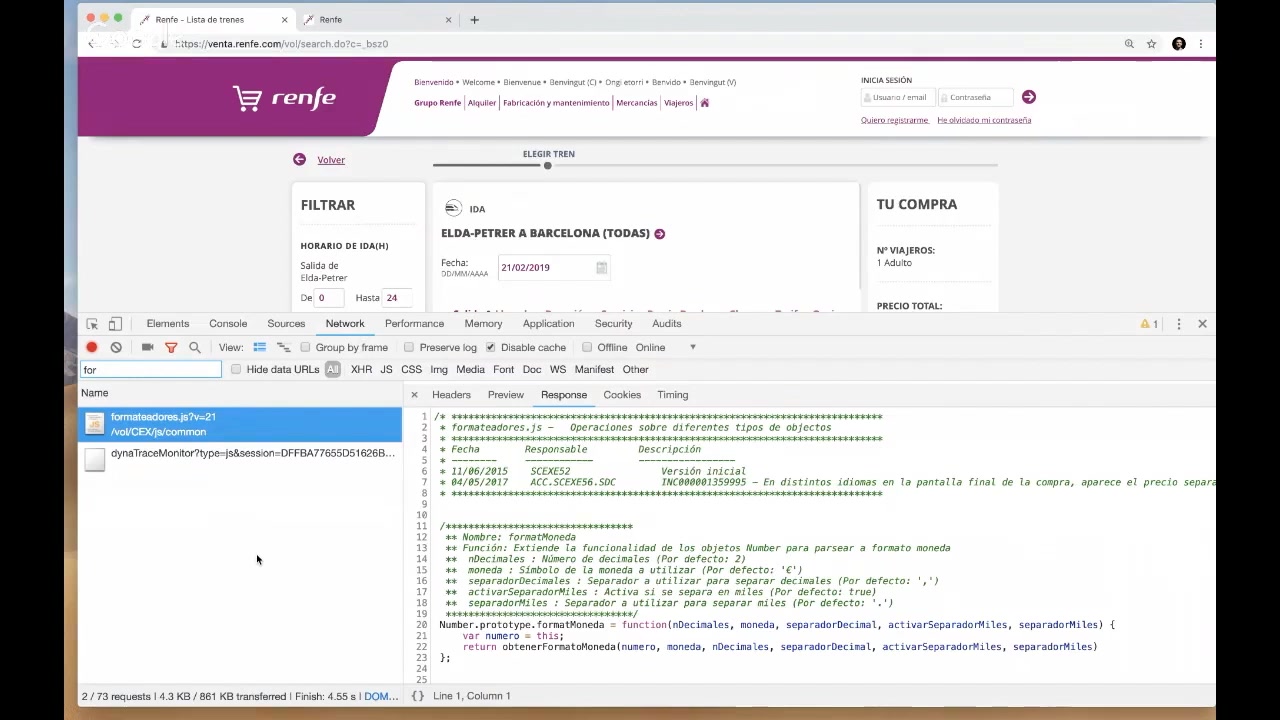 Renfe - Lista de trenes
Renfe
https://venta.renfe.com/vol/search.do?c=_bsz0
Bienvenido • Welcome • Bienvenue • Benvingut (C) • Ongi etorri • Benvido • Benvingut (V)
Grupo Renfe | Alquiler | Fabricación y mantenimiento | Mercancías | Viajeros |
renfe
INICIA SESIÓN
Usuario / email
Contraseña
Quiero registrarme
He olvidado mi contraseña
Volver
ELEGIR TREN
FILTRAR
HORARIO DE IDA(H)
Salida de
Elda-Petrer
De 0 Hasta 24
IDA
ELDA-PETRER A BARCELONA (TODAS)
Fecha:
DD/MM/AAAA
21/02/2019
TU COMPRA
Nº VIAJEROS:
1 Adulto
PRECIO TOTAL:
Elements Console Sources Network Performance Memory Application Security Audits 1
View: Group by frame Preserve log Disable cache Offline Online
for Hide data URLs All XHR JS CSS Img Media Font Doc WS Manifest Other
Name
formateadores.js?v=21
/vol/CEX/js/common
dynaTraceMonitor?type=js&session=DFFBA77655D51626B...
2 / 73 requests | 4.3 KB / 861 KB transferred | Finish: 4.55 s | DOM...
Headers Preview Response Cookies Timing
1 /* ****************************************************************************
2 * formateadores.js – Operaciones sobre diferentes tipos de objectos
3 * ****************************************************************************
4 * Fecha Responsable Descripción
5 * -------- ------------ -----------------
6 * 11/06/2015 SCEXE52 Versión inicial
7 * 04/05/2017 ACC.SCEXE56.SDC INC000001359995 – En distintos idiomas en la pantalla final de la compra, aparece el precio separa
8 * ****************************************************************************
9
10
11 /*********************************
12 ** Nombre: formatMoneda
13 ** Función: Extiende la funcionalidad de los objetos Number para parsear a formato moneda
14 ** nDecimales : Número de decimales (Por defecto: 2)
15 ** moneda : Símbolo de la moneda a utilizar (Por defecto: '€')
16 ** separadorDecimales : Separador a utilizar para separar decimales (Por defecto: ',')
17 ** activarSeparadorMiles : Activa si se separa en miles (Por defecto: true)
18 ** separadorMiles : Separador a utilizar para separar miles (Por defecto: '.')
19 *********************************/
20 Number.prototype.formatMoneda = function(nDecimales, moneda, separadorDecimal, activarSeparadorMiles, separadorMiles) {
21 var numero = this;
22 return obtenerFormatoMoneda(numero, moneda, nDecimales, separadorDecimal, activarSeparadorMiles, separadorMiles)
23 };
24
25
{} Line 1, Column 1